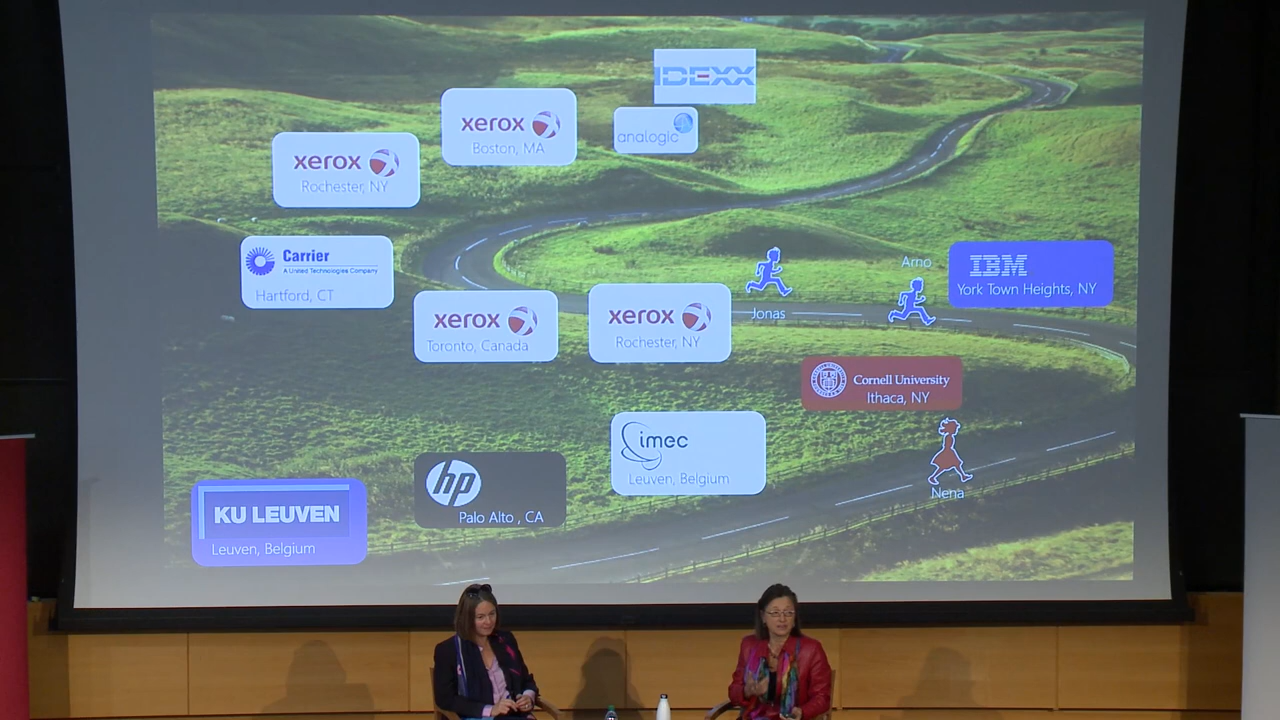 IDEXX
xerox
Boston, MA
analogic
xerox
Rochester, NY
Carrier
A United Technologies Company
Hartford, CT
Arno
IBM
York Town Heights, NY
xerox
Toronto, Canada
xerox
Rochester, NY
Jonas
Cornell University
Ithaca, NY
imec
Leuven, Belgium
hp
Palo Alto , CA
Nena
KU LEUVEN
Leuven, Belgium